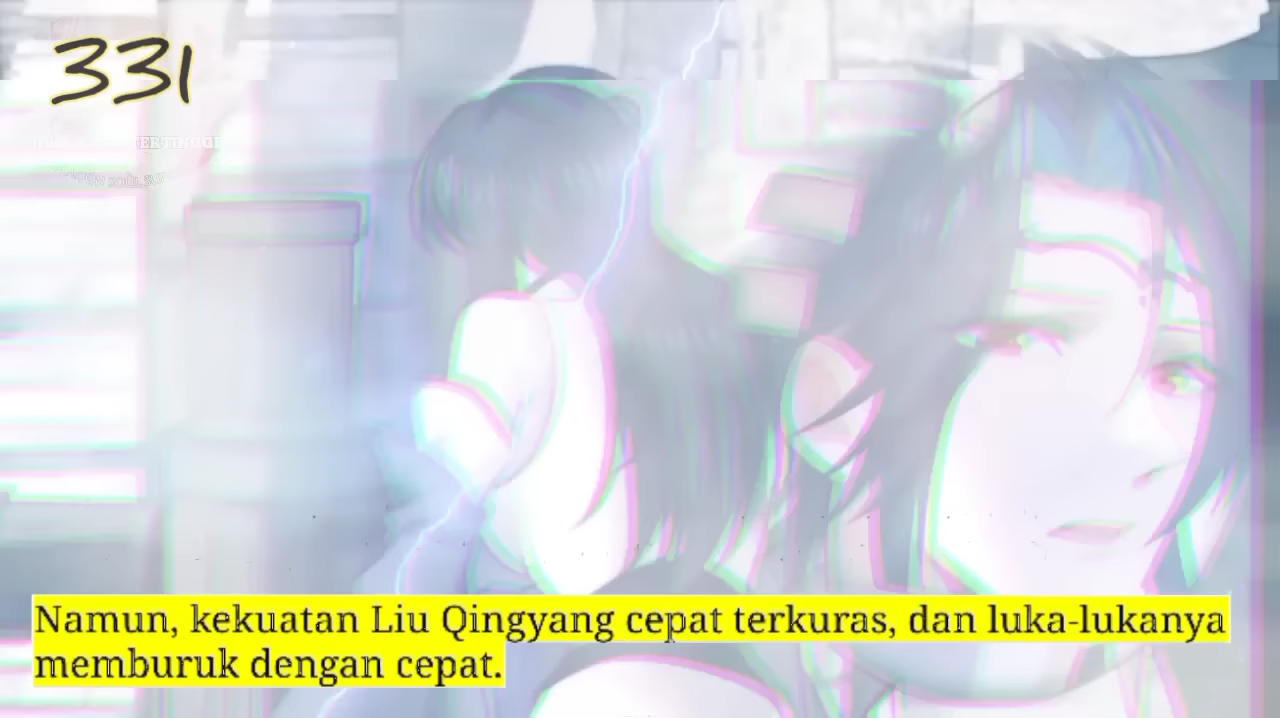 331
Namun, kekuatan Liu Qingyang cepat terkuras, dan luka-lukanya
memburuk dengan cepat.